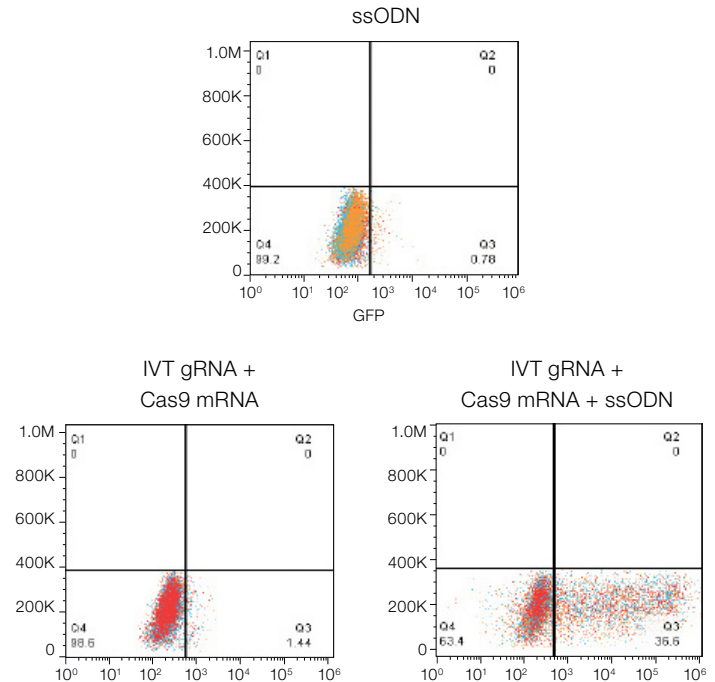 ssODN
1.0M
Q1
0
Q2
0
800K
600K
400K
200K
Q4
99.2
Q3
0.78
0
10⁰ 10¹ 10² 10³ 10⁴ 10⁵ 10⁶
GFP
IVT gRNA +
Cas9 mRNA
1.0M
Q1
0
Q2
0
800K
600K
400K
200K
Q4
98.6
Q3
1.44
0
10⁰ 10¹ 10² 10³ 10⁴ 10⁵ 10⁶
IVT gRNA +
Cas9 mRNA + ssODN
1.0M
Q1
0
Q2
0
800K
600K
400K
200K
Q4
63.4
Q3
36.6
0
10⁰ 10¹ 10² 10³ 10⁴ 10⁵ 10⁶